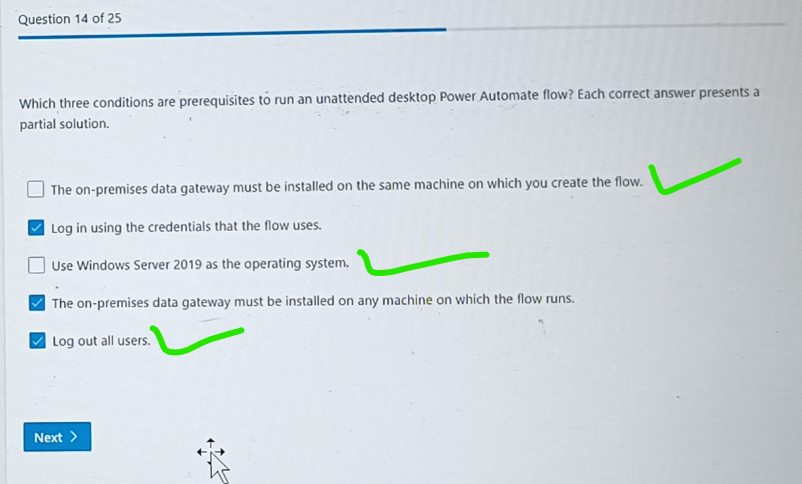 Question 14 of 25
Which three conditions are prerequisites to run an unattended desktop Power Automate flow? Each correct answer presents a
partial solution.
The on-premises data gateway must be installed on the same machine on which you create the flow.
Log in using the credentials that the flow uses.
Use Windows Server 2019 as the operating system.
The on-premises data gateway must be installed on any machine on which the flow runs.
Log out all users.
Next